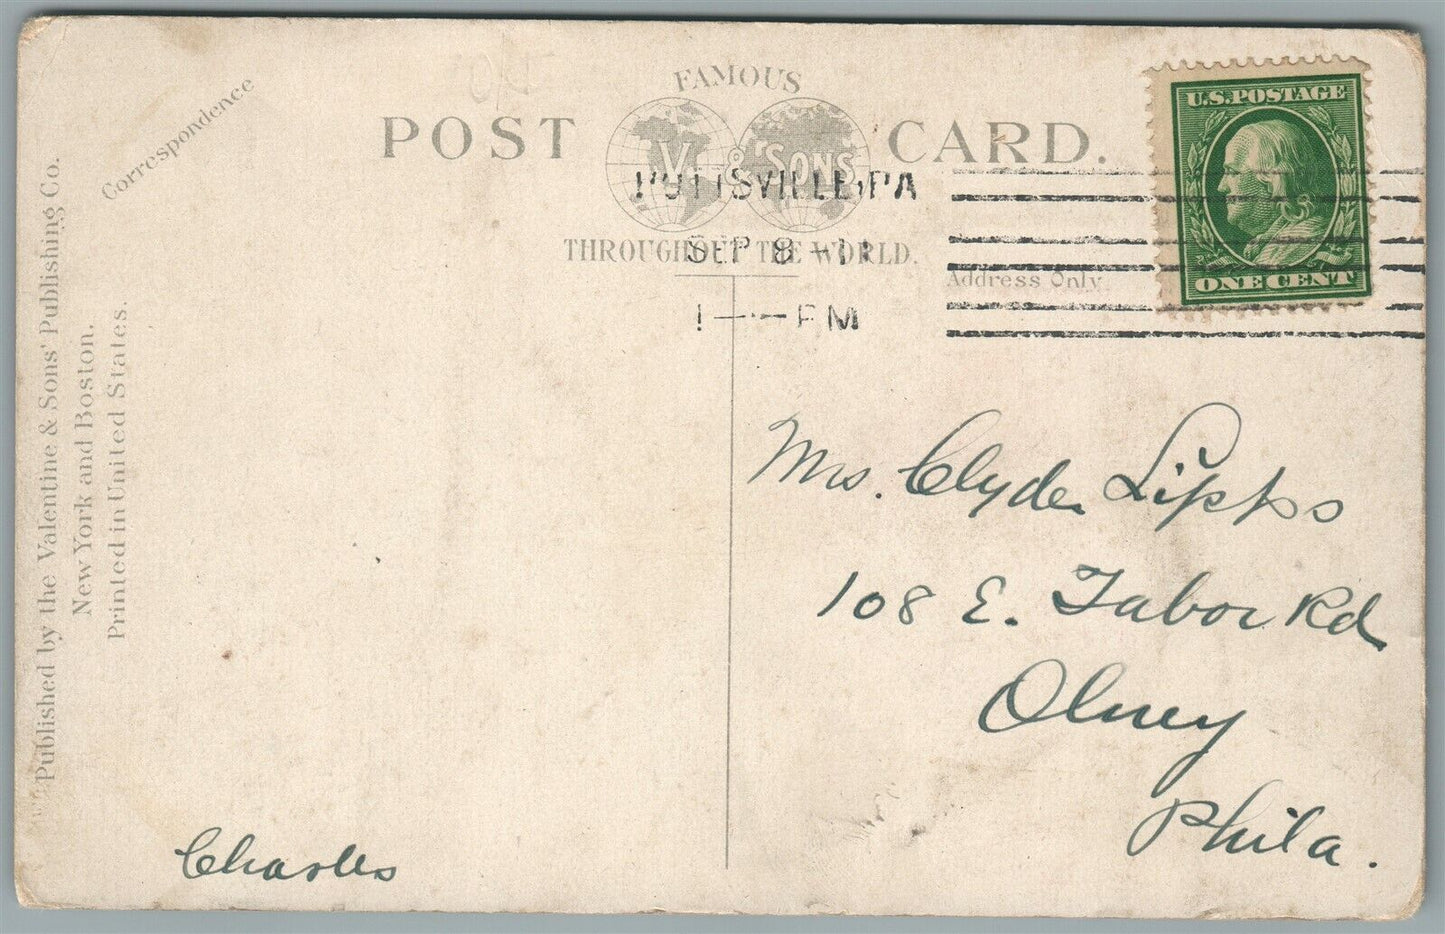 Correspondence
FAMOUS
POST CARD.
V. & SONS
THROUGHOUT THE WORLD.
Address Only.
U.S. POSTAGE
ONE CENT
POTTSVILLE, PA
SEP 8 - 11
1 - PM
Published by the Valentine & Sons' Publishing Co.
New York and Boston.
Printed in United States.
Mrs. Clyde Lipps
108 E. Tabor Rd
Olney
Phila.
Charles